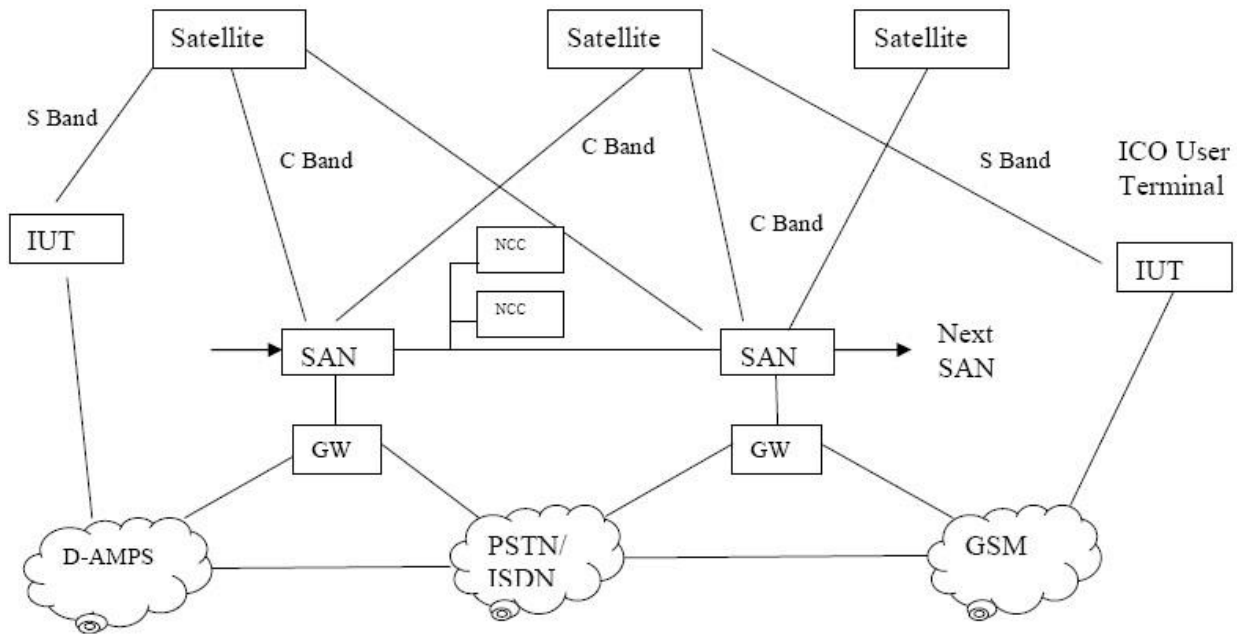 Satellite
Satellite
Satellite
S Band
C Band
C Band
S Band
ICO User
Terminal
C Band
IUT
NCC
IUT
NCC
SAN
SAN
Next
SAN
GW
GW
D-AMPS
PSTN/
ISDN
GSM